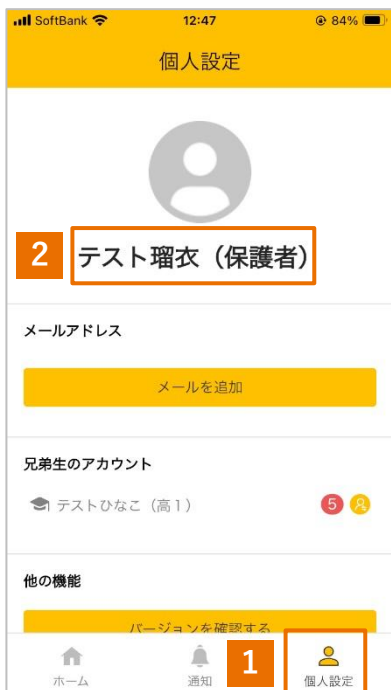 SoftBank 12:47 84%
個人設定
2 テスト瑠衣（保護者）
メールアドレス
メールを追加
兄弟生のアカウント
テストひなこ（高１） 5
他の機能
バージョンを確認する
1
ホーム 通知 個人設定